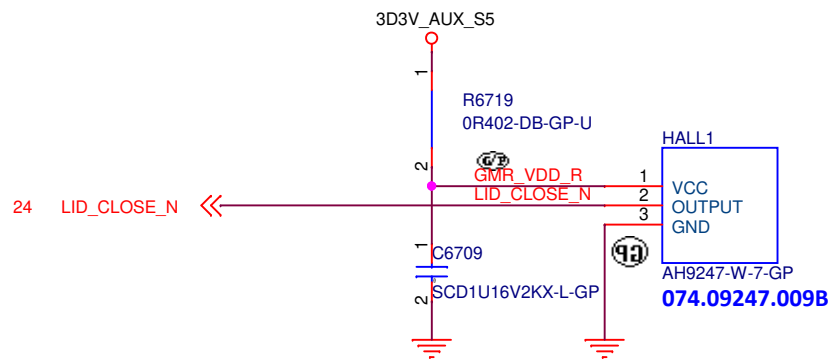 3D3V_AUX_S5
1
R6719
0R402-DB-GP-U
2
G/P
HALL1
GMR_VDD_R
1
VCC
24 LID_CLOSE_N
LID_CLOSE_N
2
OUTPUT
3
GND
GP
1
C6709
2
SCD1U16V2KX-L-GP
AH9247-W-7-GP
074.09247.009B